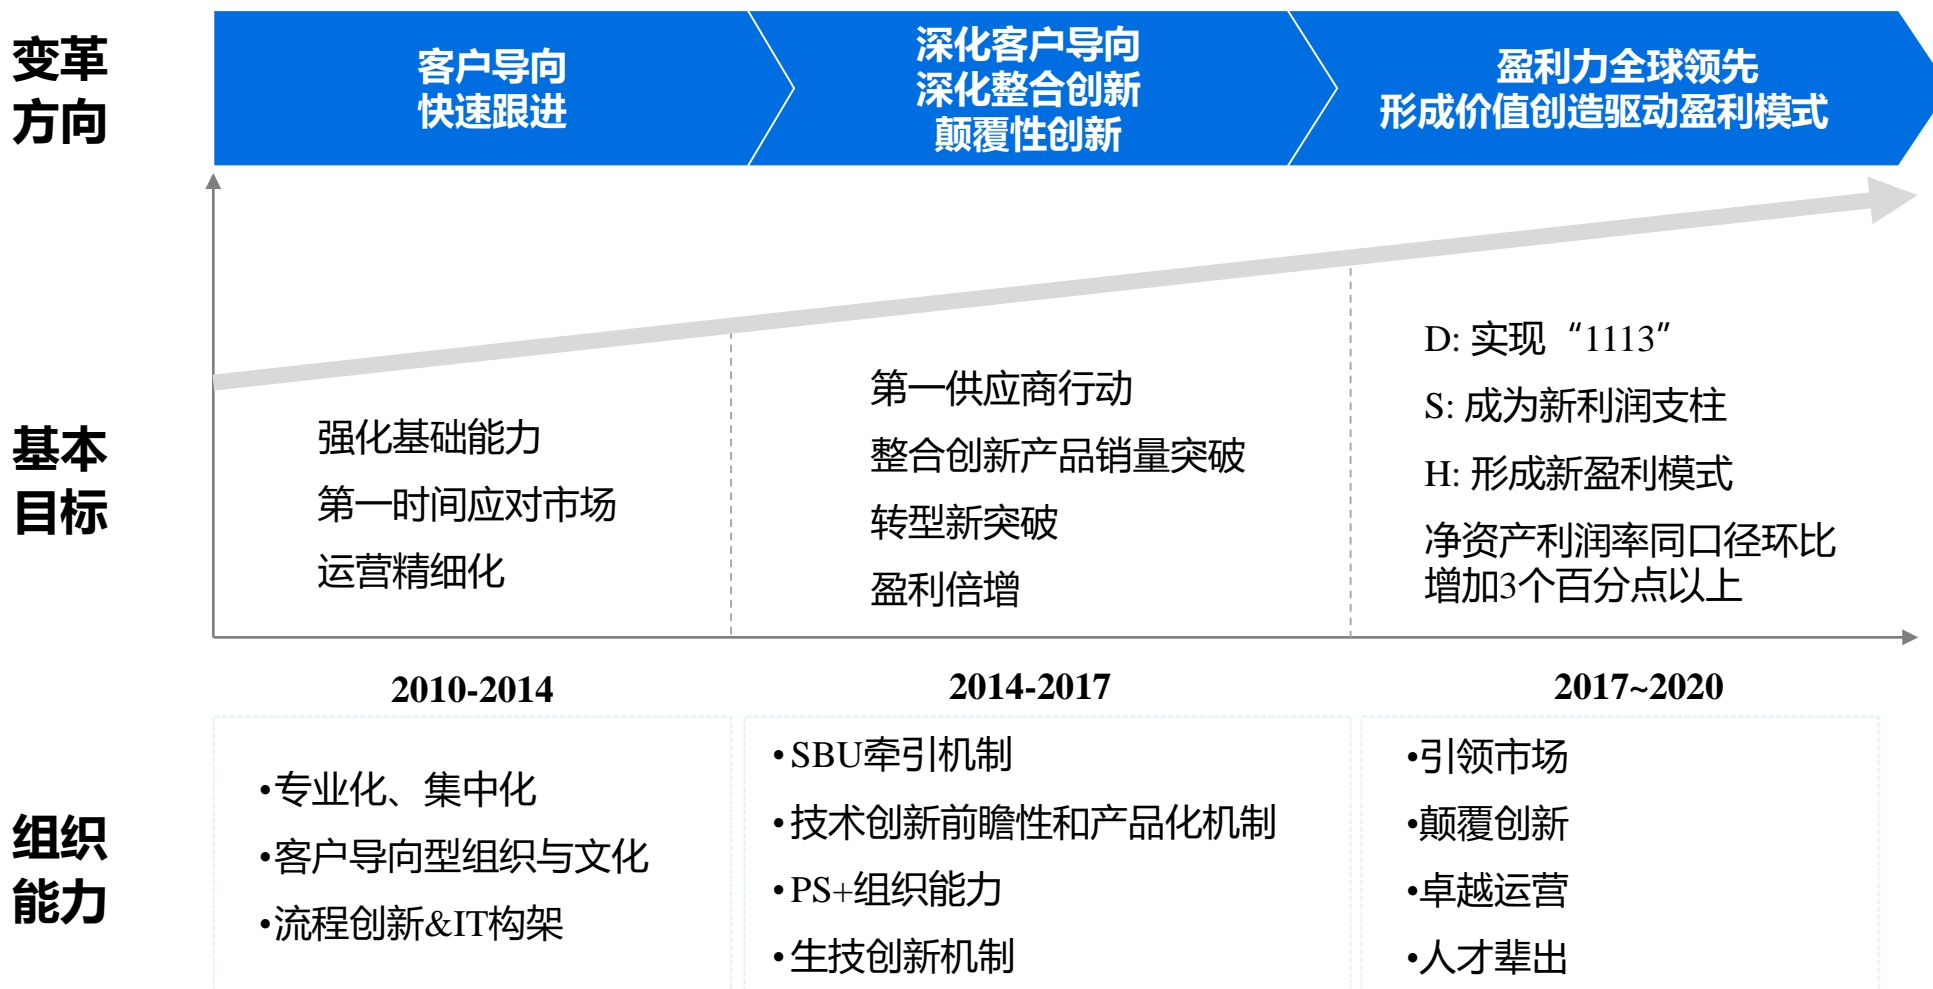 变革
方向
客户导向
快速跟进
深化客户导向
深化整合创新
颠覆性创新
盈利力全球领先
形成价值创造驱动盈利模式
基本
目标
强化基础能力
第一时间应对市场
运营精细化
第一供应商行动
整合创新产品销量突破
转型新突破
盈利倍增
D: 实现“1113”
S: 成为新利润支柱
H: 形成新盈利模式
净资产利润率同口径环比
增加3个百分点以上
2010-2014
2014-2017
2017~2020
组织
能力
•专业化、集中化
•客户导向型组织与文化
•流程创新&IT构架
•SBU牵引机制
•技术创新前瞻性和产品化机制
•PS+组织能力
•生技创新机制
•引领市场
•颠覆创新
•卓越运营
•人才辈出